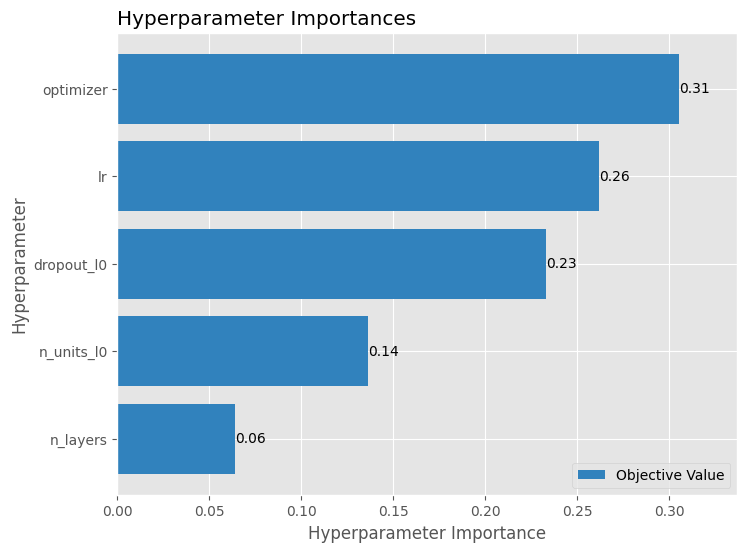 Hyperparameter Importances
Hyperparameter
optimizer
0.31
lr
0.26
dropout_l0
0.23
n_units_l0
0.14
n_layers
0.06
Objective Value
0.00 0.05 0.10 0.15 0.20 0.25 0.30
Hyperparameter Importance